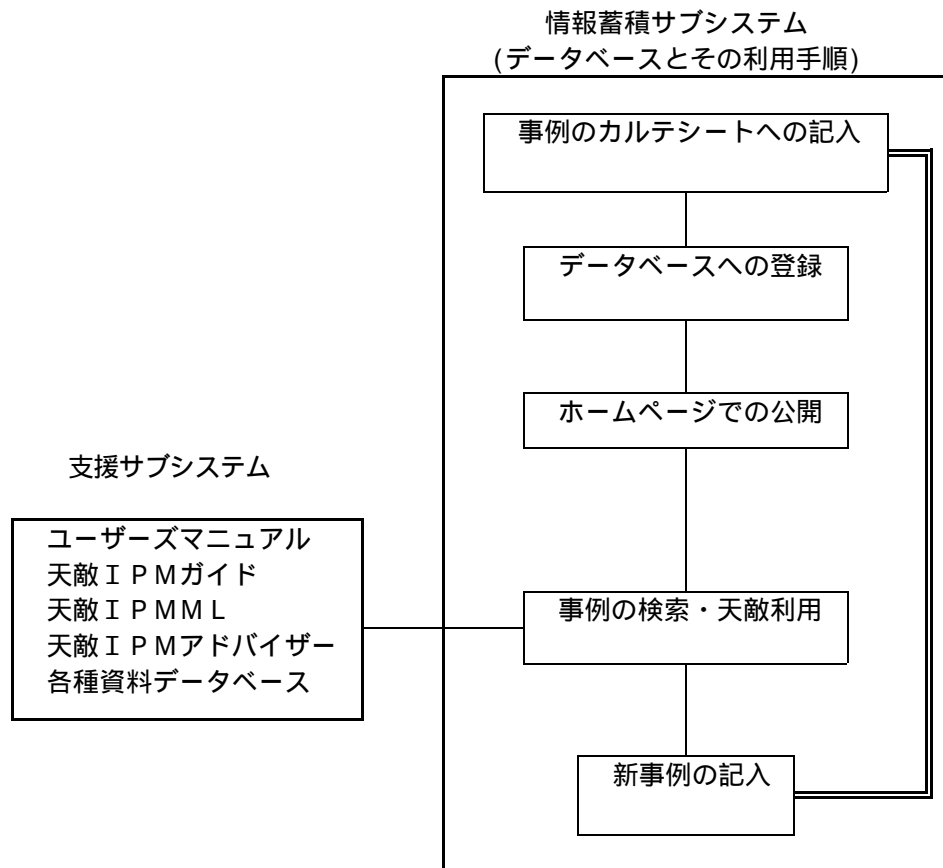 情報蓄積サブシステム
(データベースとその利用手順)
事例のカルテシートへの記入
データベースへの登録
ホームページでの公開
支援サブシステム
ユーザーズマニュアル
天敵ＩＰＭガイド
天敵ＩＰＭＭＬ
天敵ＩＰＭアドバイザー
各種資料データベース
事例の検索・天敵利用
新事例の記入